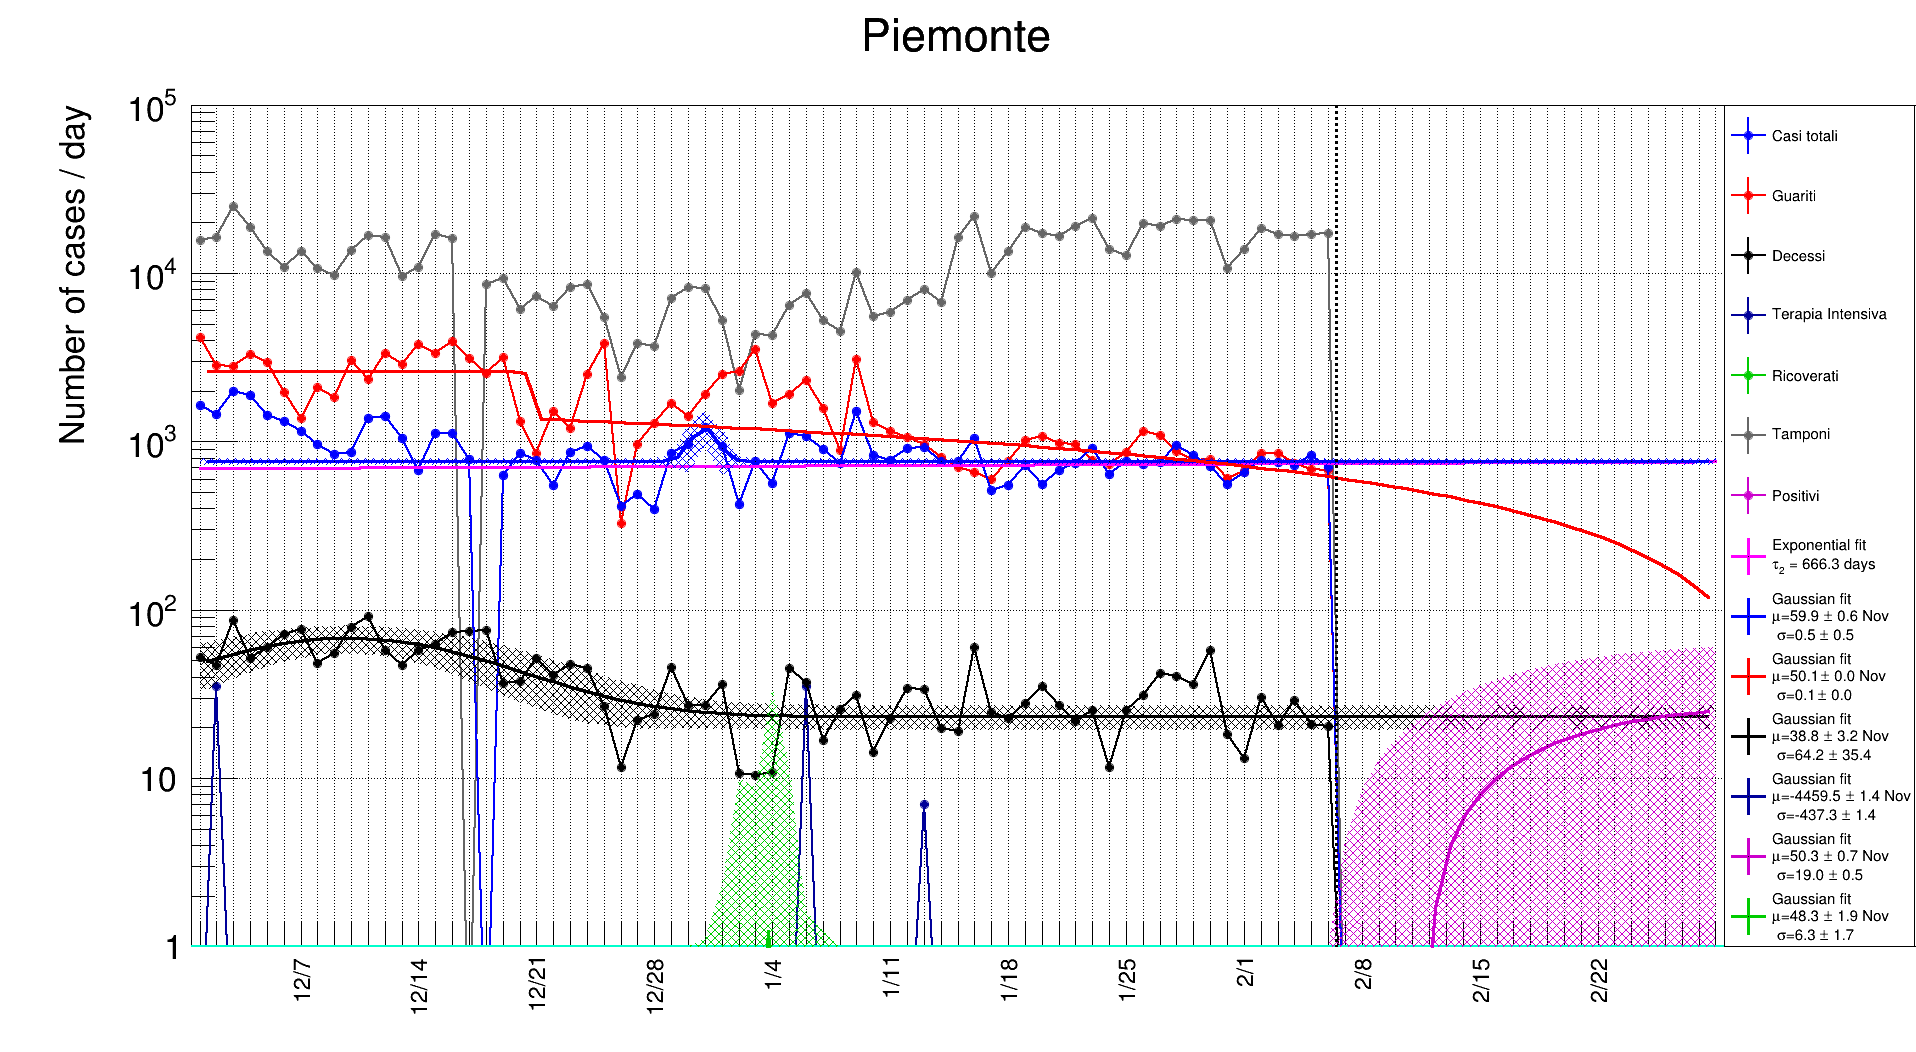 Piemonte
Number of cases / day
10^5
10^4
10^3
10^2
10
1
12/7
12/14
12/21
12/28
1/4
1/11
1/18
1/25
2/1
2/8
2/15
2/22
Casi totali
Guariti
Decessi
Terapia Intensiva
Ricoverati
Tamponi
Positivi
Exponential fit
τ₂ = 666.3 days
Gaussian fit
μ=59.9 ± 0.6 Nov
σ=0.5 ± 0.5
Gaussian fit
μ=50.1± 0.0 Nov
σ=0.1 ± 0.0
Gaussian fit
μ=38.8 ± 3.2 Nov
σ=64.2 ± 35.4
Gaussian fit
μ=-4459.5 ± 1.4 Nov
σ=-437.3 ± 1.4
Gaussian fit
μ=50.3 ± 0.7 Nov
σ=19.0 ± 0.5
Gaussian fit
μ=48.3 ± 1.9 Nov
σ=6.3 ± 1.7